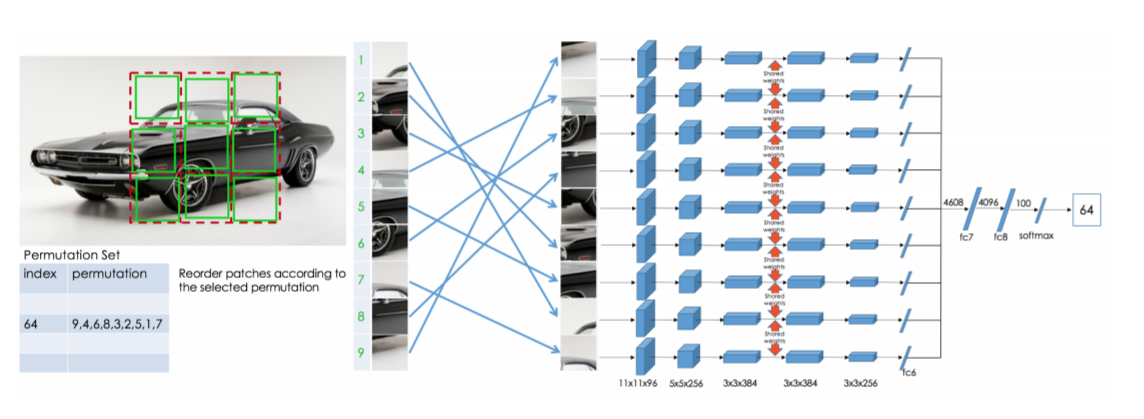 Permutation Set
index permutation
64 9,4,6,8,3,2,5,1,7
Reorder patches according to
the selected permutation
1
2
3
4
5
6
7
8
9
Shared
weights
Shared
weights
Shared
weights
Shared
weights
Shared
weights
Shared
weights
Shared
weights
Shared
weights
11x11x96 5x5x256 3x3x384 3x3x384 3x3x256
fc6
4608 4096 100 64
fc7 fc8 softmax